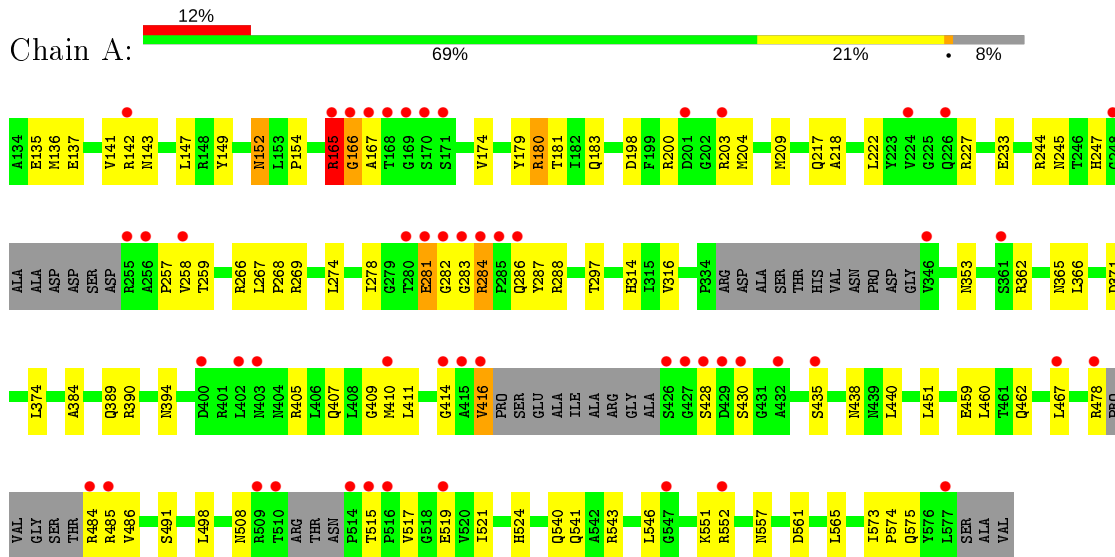 12%
Chain A:
69% 21% • 8%
A134 E135 M136 E137 V141 R142 N143 L147 R148 Y149 N152 L153 P154 R165 G166 A167 T168 G169 S170 S171 V174 Y179 R180 T181 I182 Q183 D198 F199 R200 D201 G202 R203 M204 M209 Q217 A218 L222 Y223 V224 G225 Q226 R227 E233 R244 N245 T246 H247
ALA ALA ASP ASP SER ASP R255 A256 P257 V258 T259 R266 L267 P268 R269 L274 I278 G279 T280 E281 G282 G283 R284 P285 Q286 Y287 R288 T297 H314 I315 V316 P334 ARG ASP ALA SER THR HIS VAL ASN PRO ASP GLY V346 N353 S361 R362 N365 L366 D371
L374 A384 Q389 R390 N394 D400 R401 L402 N403 N404 R405 L406 Q407 L408 G409 M410 L411 G414 A415 V416 PRO SER GLU ALA ILE ALA ARG GLY ALA S426 G427 S428 D429 S430 G431 A432 S435 N438 N439 L440 L451 E459 L460 T461 Q462 L467 R478 PRO
VAL GLY SER THR R484 R485 V486 S491 L498 N508 R509 T510 ARG THR ASN P514 T515 P516 V517 G518 E519 V520 I521 H524 Q540 Q541 A542 R543 L546 G547 K551 R552 N557 D561 L565 I573 P574 Q575 Y576 L577 SER ALA VAL